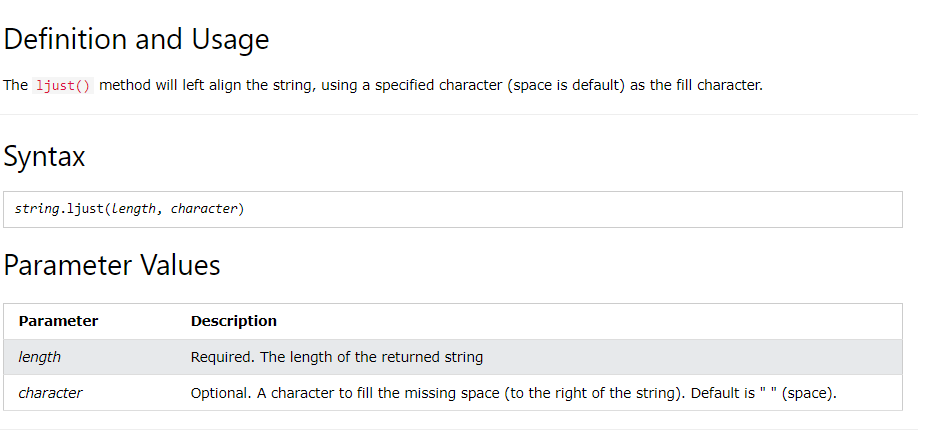 Definition and Usage
The ljust() method will left align the string, using a specified character (space is default) as the fill character.
Syntax
string.ljust(length, character)
Parameter Values
Parameter Description
length Required. The length of the returned string
character Optional. A character to fill the missing space (to the right of the string). Default is " " (space).